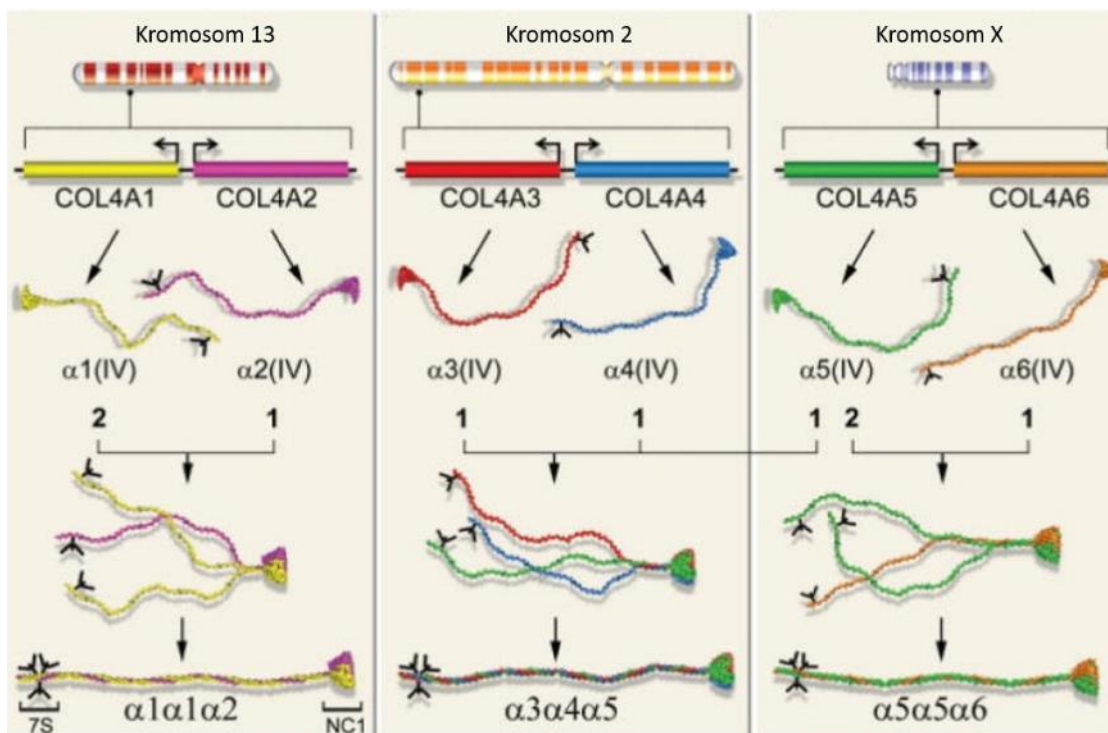 Kromosom 13
Kromosom 2
Kromosom X
COL4A1
COL4A2
COL4A3
COL4A4
COL4A5
COL4A6
α1(IV)
α2(IV)
α3(IV)
α4(IV)
α5(IV)
α6(IV)
2
1
1
1
1
2
1
α1α1α2
α3α4α5
α5α5α6
7S
NC1